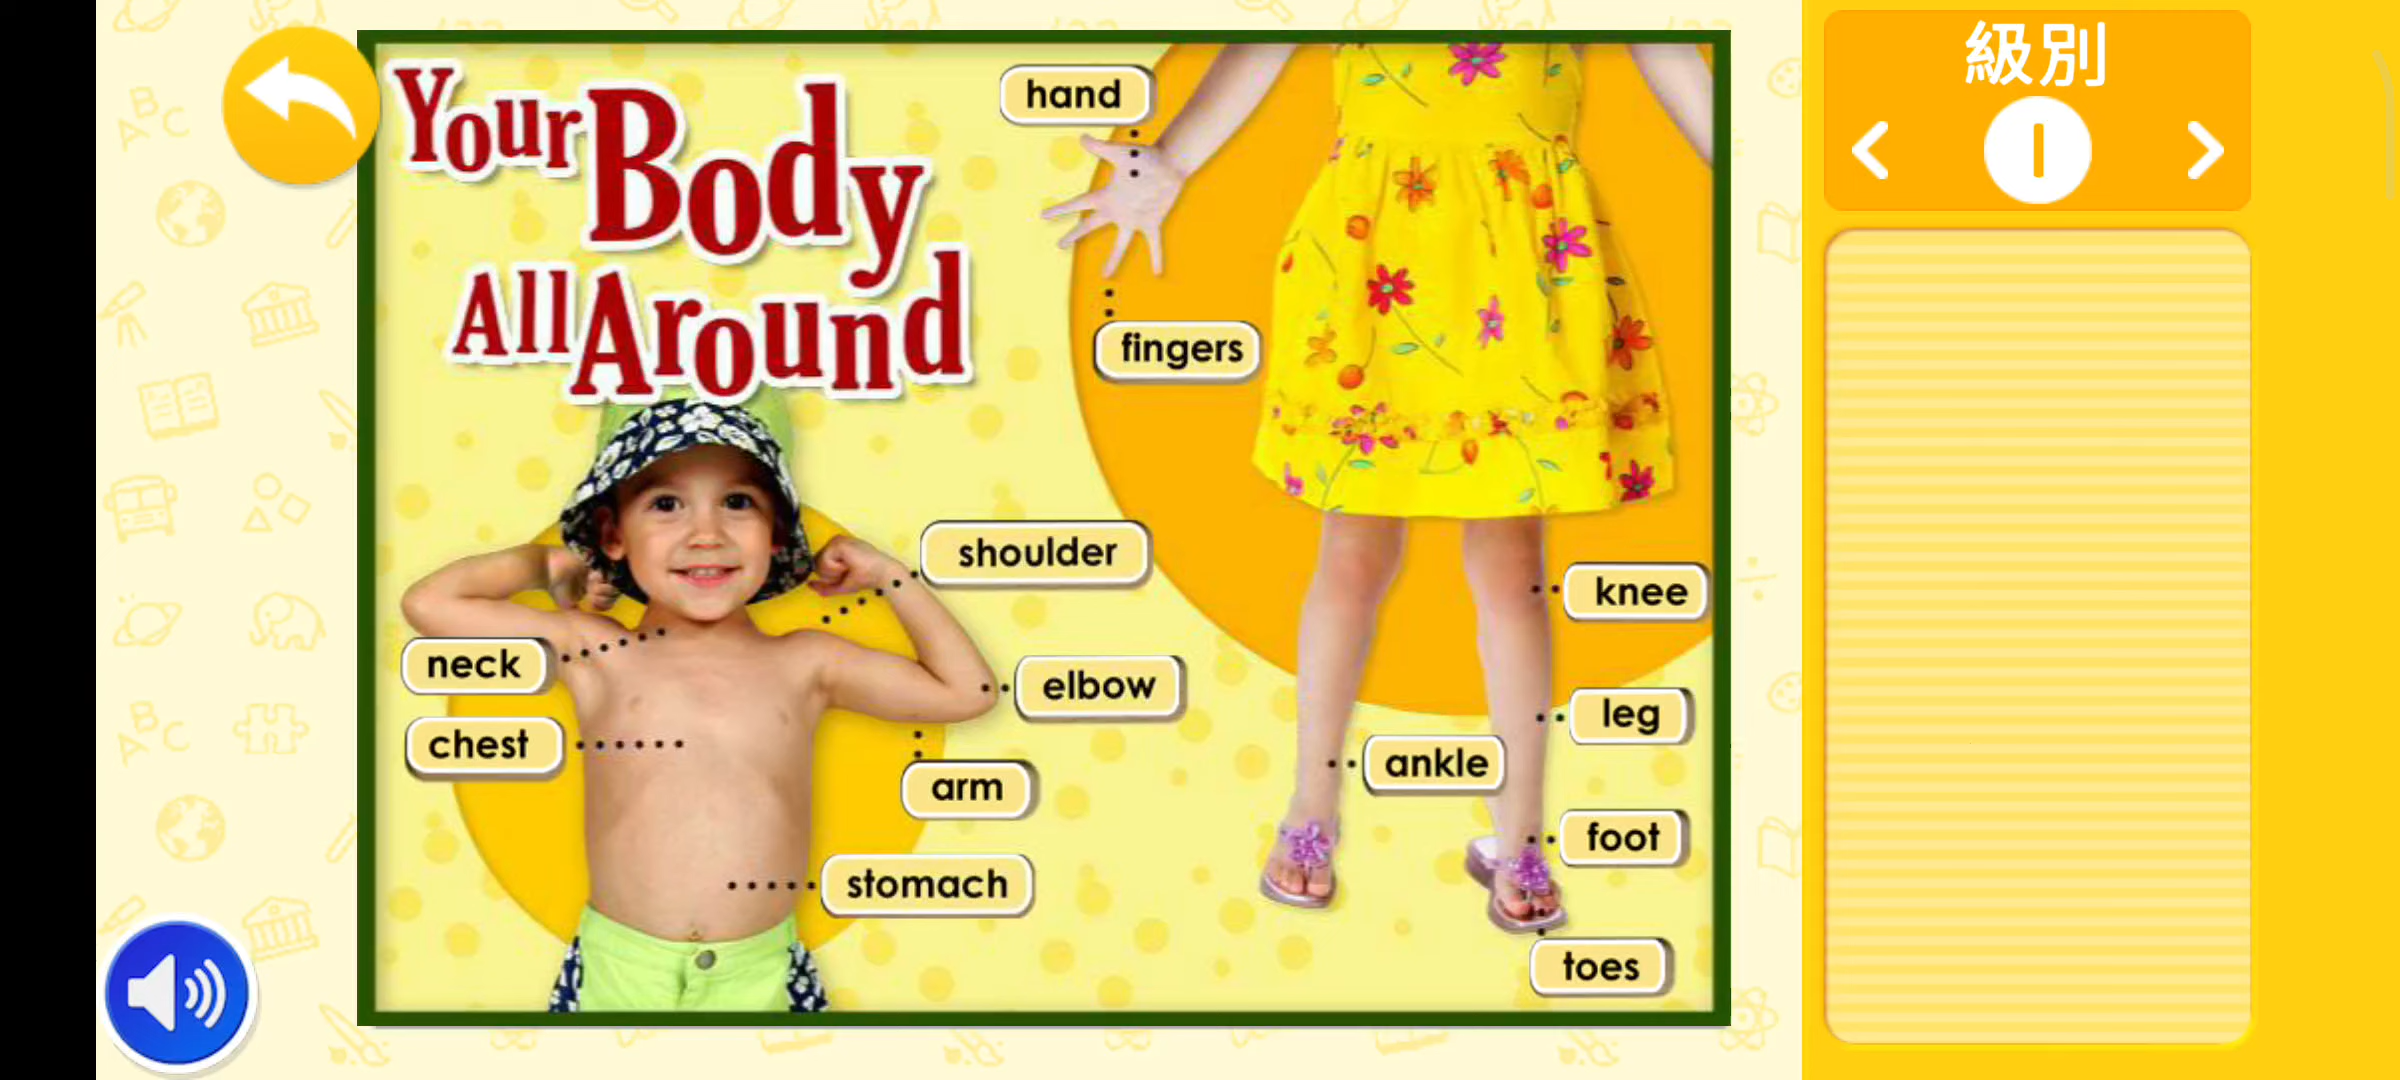 Your Body
All Around
hand
fingers
shoulder
neck
elbow
chest
arm
stomach
knee
leg
ankle
foot
toes
級別
1